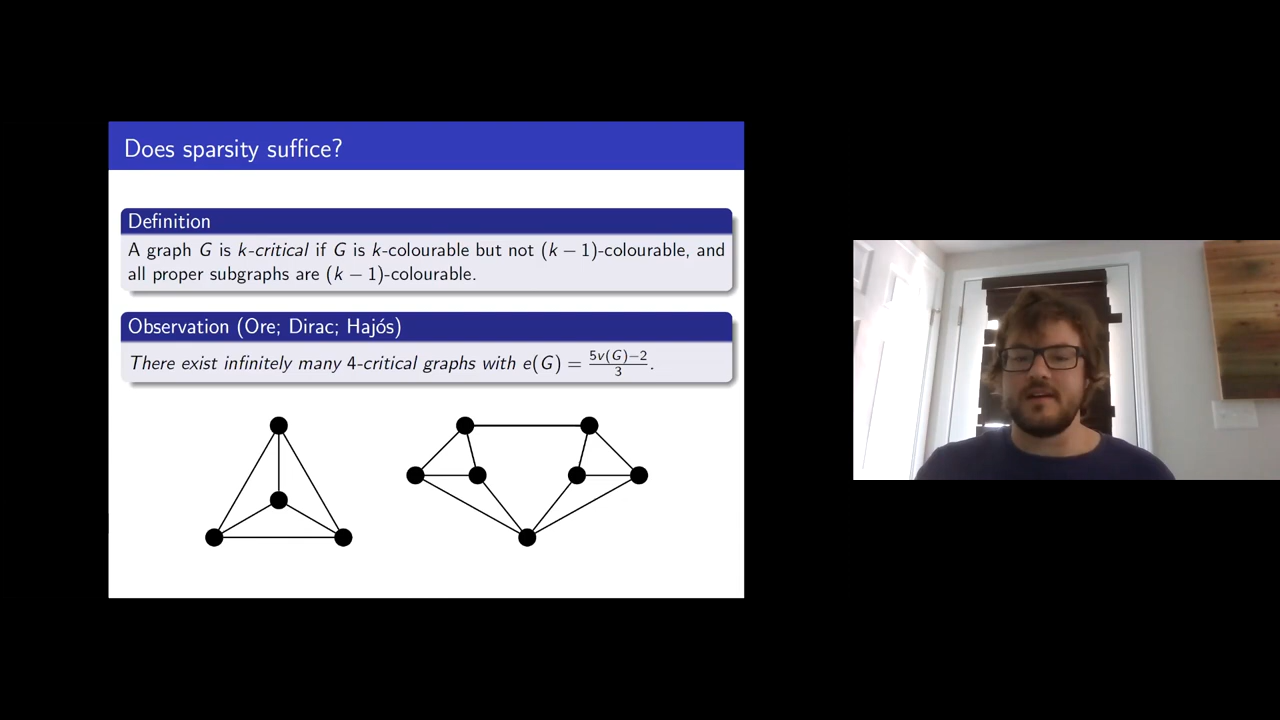 Does sparsity suffice?
Definition
A graph G is k-critical if G is k-colourable but not (k − 1)-colourable, and
all proper subgraphs are (k − 1)-colourable.
Observation (Ore; Dirac; Hajós)
There exist infinitely many 4-critical graphs with e(G) = \frac{5v(G)−2}{3}.